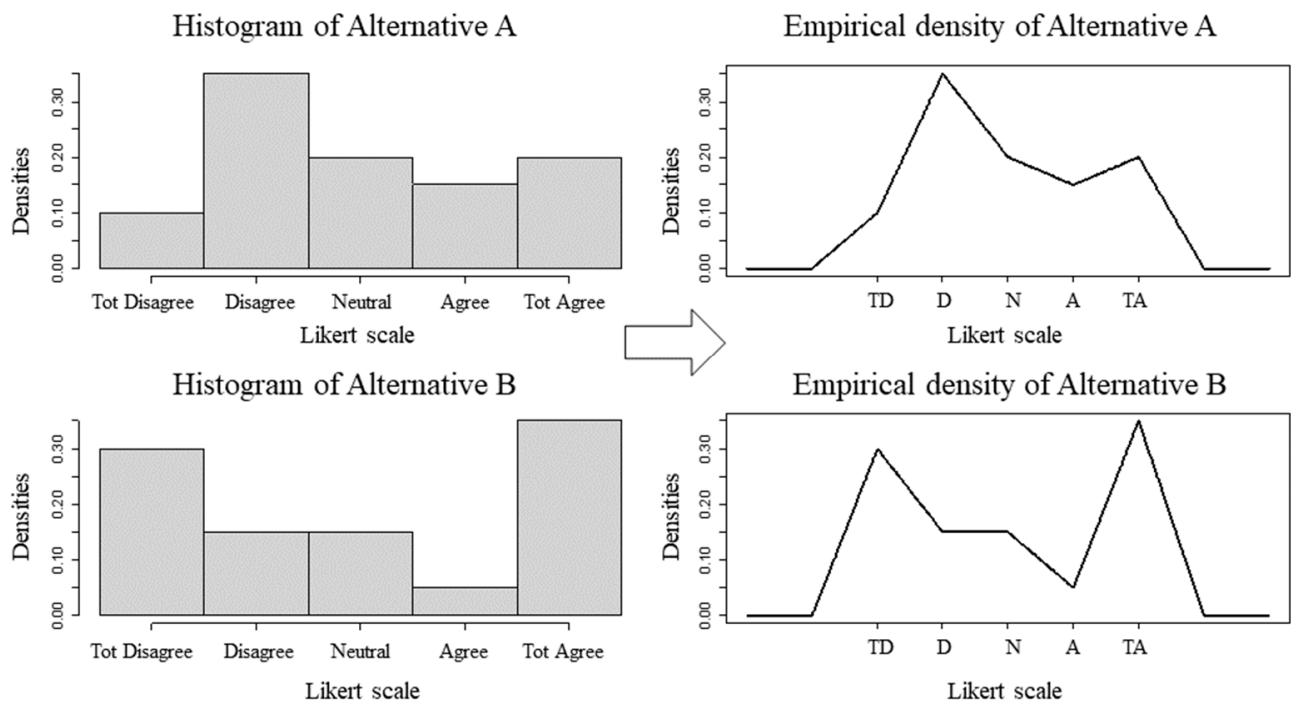 Histogram of Alternative A
Densities
0.00 0.10 0.20 0.30
Tot Disagree Disagree Neutral Agree Tot Agree
Likert scale
Empirical density of Alternative A
Densities
0.00 0.10 0.20 0.30
TD D N A TA
Likert scale
Histogram of Alternative B
Densities
0.00 0.10 0.20 0.30
Tot Disagree Disagree Neutral Agree Tot Agree
Likert scale
Empirical density of Alternative B
Densities
0.00 0.10 0.20 0.30
TD D N A TA
Likert scale